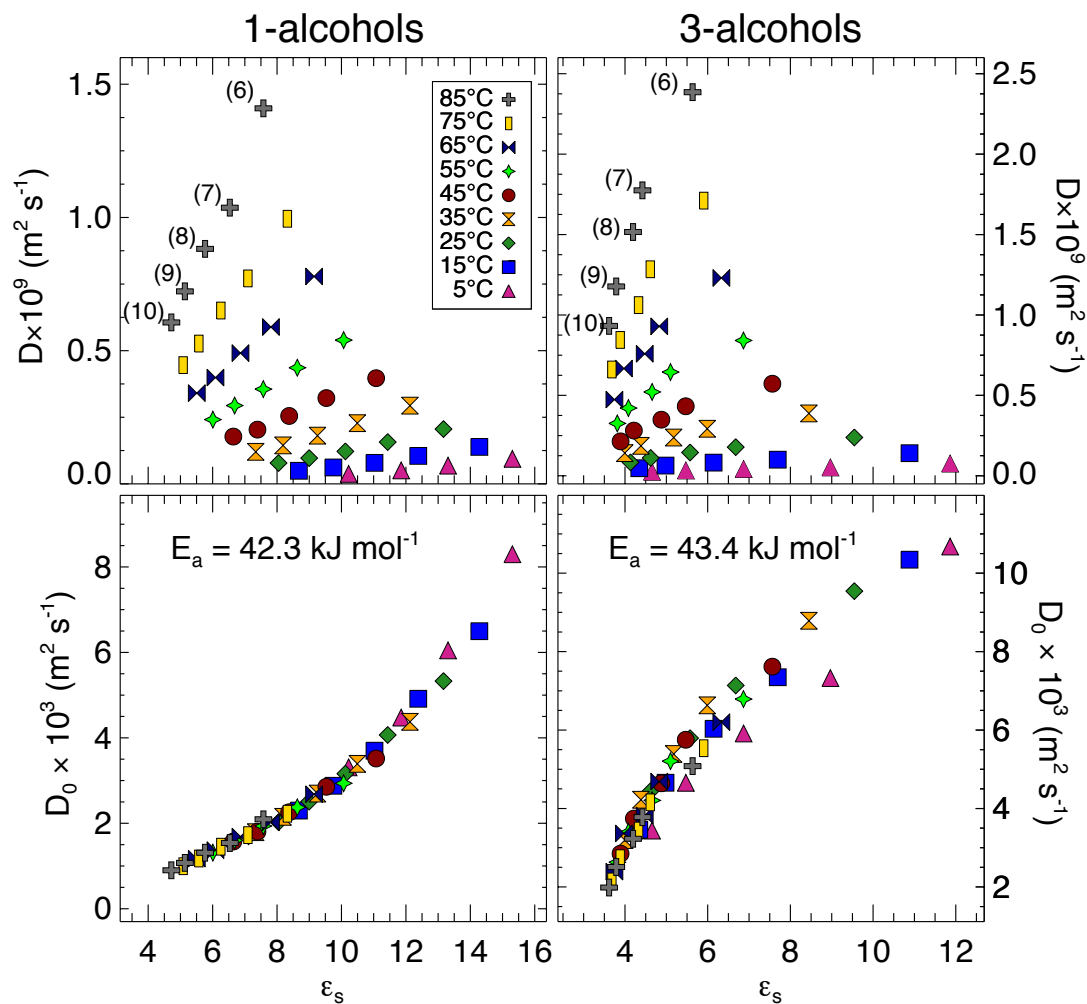 1-alcohols
3-alcohols
1.5
1.0
0.5
0.0
D×10⁹ (m² s⁻¹)
(6)
(7)
(8)
(9)
(10)
85°C
75°C
65°C
55°C
45°C
35°C
25°C
15°C
5°C
(6)
(7)
(8)
(9)
(10)
2.5
2.0
1.5
1.0
0.5
0.0
D×10⁹ (m² s⁻¹)
Eₐ = 42.3 kJ mol⁻¹
8
6
4
2
0
D₀ × 10³ (m² s⁻¹)
4 6 8 10 12 14 16
εₛ
Eₐ = 43.4 kJ mol⁻¹
10
8
6
4
2
D₀ × 10³ (m² s⁻¹)
4 6 8 10 12
εₛ